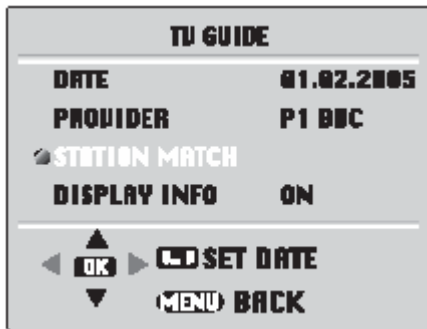 TV GUIDE
DATE 01.02.2005
PROVIDER P1 BBC
STATION MATCH
DISPLAY INFO ON
OK SET DATE
MENU BACK